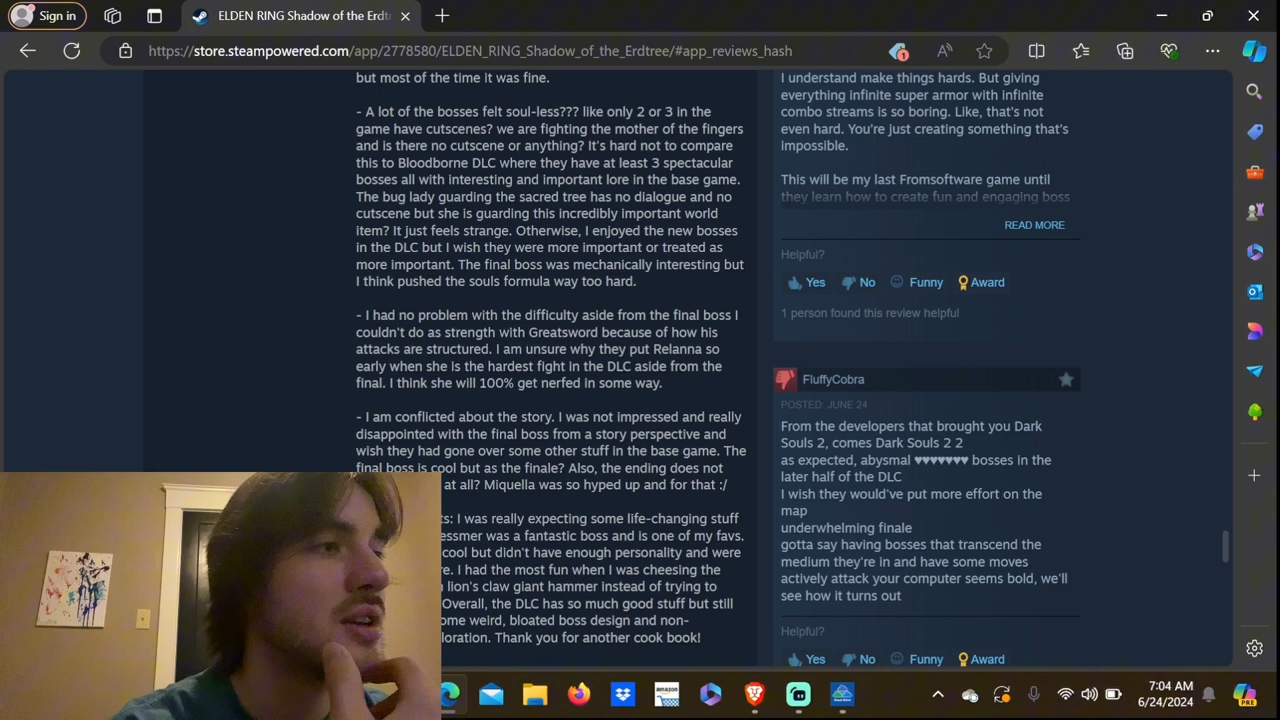 Sign in
ELDEN RING Shadow of the Erdt
https://store.steampowered.com/app/2778580/ELDEN_RING_Shadow_of_the_Erdtree/#app_reviews_hash
1
but most of the time it was fine.
- A lot of the bosses felt soul-less??? like only 2 or 3 in the
game have cutscenes? we are fighting the mother of the fingers
and is there no cutscene or anything? It's hard not to compare
this to Bloodborne DLC where they have at least 3 spectacular
bosses all with interesting and important lore in the base game.
The bug lady guarding the sacred tree has no dialogue and no
cutscene but she is guarding this incredibly important world
item? It just feels strange. Otherwise, I enjoyed the new bosses
in the DLC but I wish they were more important or treated as
more important. The final boss was mechanically interesting but
I think pushed the souls formula way too hard.
- I had no problem with the difficulty aside from the final boss I
couldn't do as strength with Greatsword because of how his
attacks are structured. I am unsure why they put Relanna so
early when she is the hardest fight in the DLC aside from the
final. I think she will 100% get nerfed in some way.
- I am conflicted about the story. I was not impressed and really
disappointed with the final boss from a story perspective and
wish they had gone over some other stuff in the base game. The
final boss is cool but as the finale? Also, the ending does not
at all? Miquella was so hyped up and for that :/
ts: I was really expecting some life-changing stuff
essmer was a fantastic boss and is one of my favs.
cool but didn't have enough personality and were
re. I had the most fun when I was cheesing the
n lion's claw giant hammer instead of trying to
Overall, the DLC has so much good stuff but still
ome weird, bloated boss design and non-
loration. Thank you for another cook book!
I understand make things hards. But giving
everything infinite super armor with infinite
combo streams is so boring. Like, that's not
even hard. You're just creating something that's
impossible.
This will be my last Fromsoftware game until
they learn how to create fun and engaging boss
READ MORE
Helpful?
Yes No Funny Award
1 person found this review helpful
FluffyCobra
POSTED: JUNE 24
From the developers that brought you Dark
Souls 2, comes Dark Souls 2 2
as expected, abysmal ♥♥♥♥♥♥♥ bosses in the
later half of the DLC
I wish they would've put more effort on the
map
underwhelming finale
gotta say having bosses that transcend the
medium they're in and have some moves
actively attack your computer seems bold, we'll
see how it turns out
Helpful?
Yes No Funny Award
amazon
7:04 AM
6/24/2024
PRE